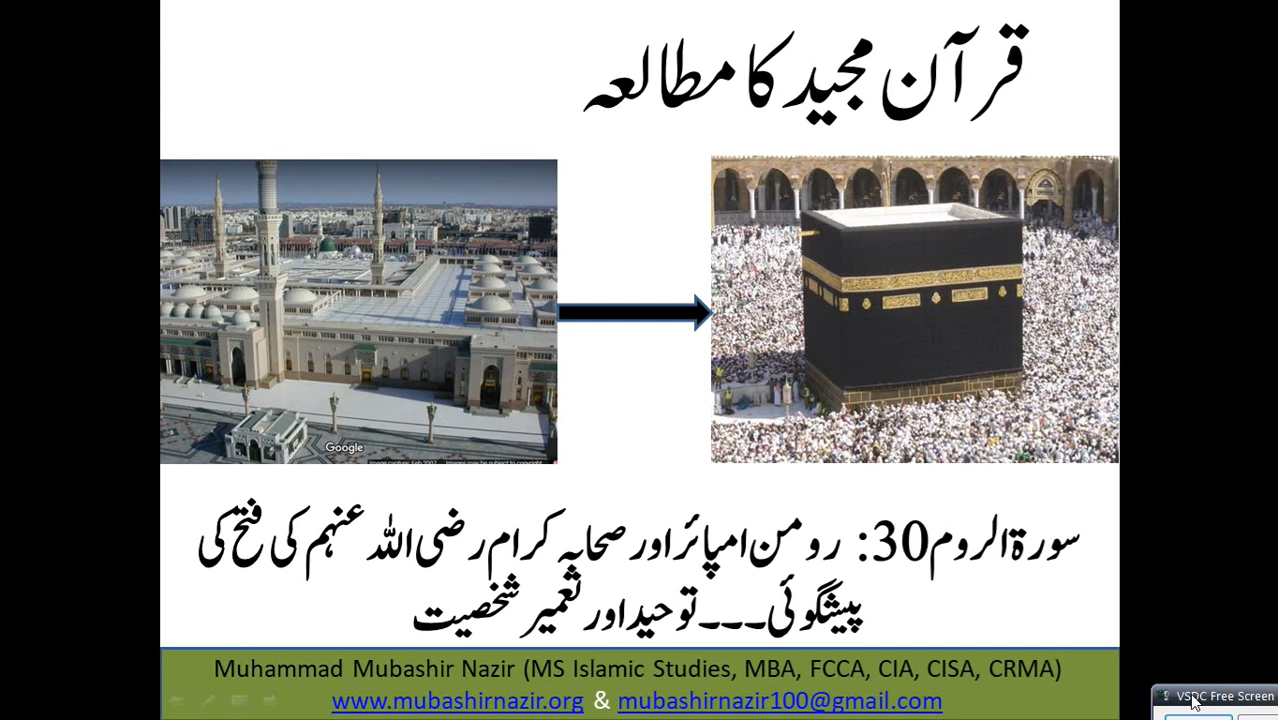 قرآن مجید کا مطالعہ
Google
سورۃ الروم 30: رومن امپائر اور صحابہ کرام رضی اللہ عنہم کی فتح کی
پیشگوئی۔۔۔توحید اور تعمیر شخصیت
Muhammad Mubashir Nazir (MS Islamic Studies, MBA, FCCA, CIA, CISA, CRMA)
www.mubashirnazir.org & mubashirnazir100@gmail.com
VSDC Free Screen